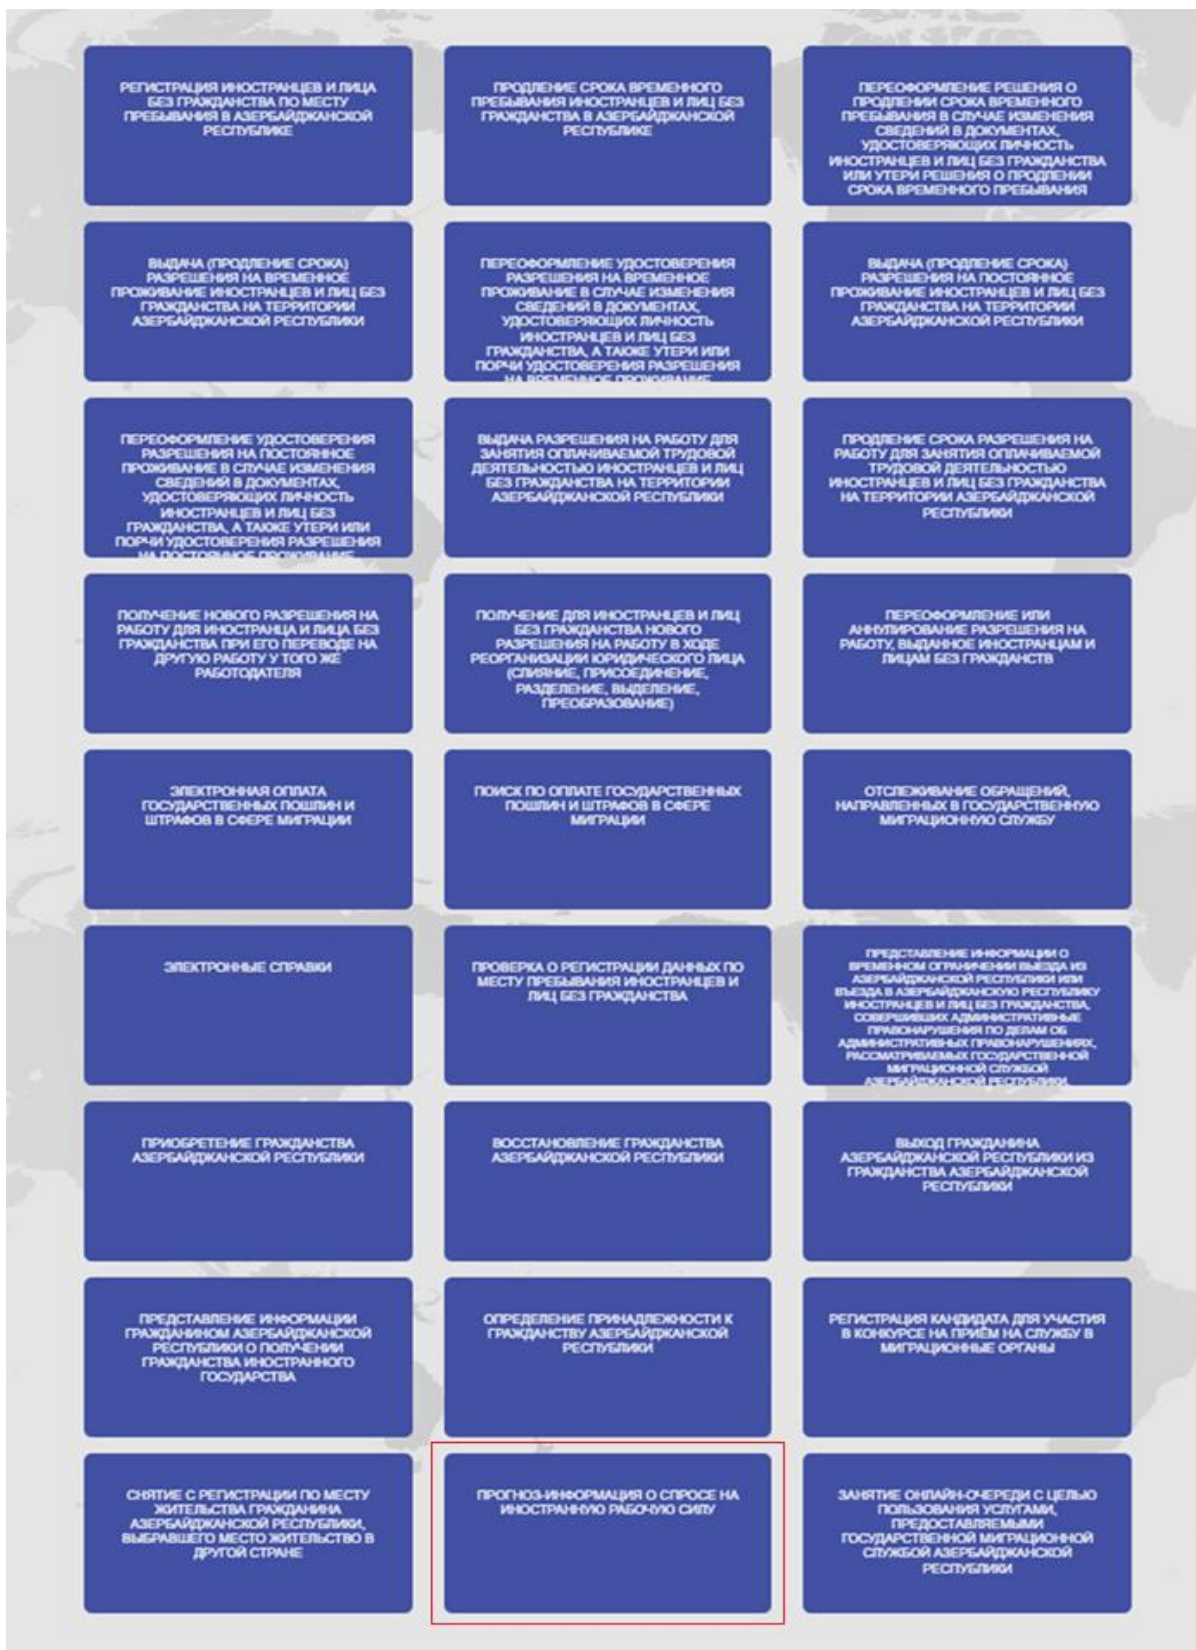 РЕГИСТРАЦИЯ ИНОСТРАНЦЕВ И ЛИЦА
БЕЗ ГРАЖДАНСТВА ПО МЕСТУ
ПРЕБЫВАНИЯ В АЗЕРБАЙДЖАНСКОЙ
РЕСПУБЛИКЕ
ПРОДЛЕНИЕ СРОКА ВРЕМЕННОГО
ПРЕБЫВАНИЯ ИНОСТРАНЦЕВ И ЛИЦ БЕЗ
ГРАЖДАНСТВА В АЗЕРБАЙДЖАНСКОЙ
РЕСПУБЛИКЕ
ПЕРЕОФОРМЛЕНИЕ РЕШЕНИЯ О
ПРОДЛЕНИИ СРОКА ВРЕМЕННОГО
ПРЕБЫВАНИЯ В СЛУЧАЕ ИЗМЕНЕНИЯ
СВЕДЕНИЙ В ДОКУМЕНТАХ,
УДОСТОВЕРЯЮЩИХ ЛИЧНОСТЬ
ИНОСТРАНЦЕВ И ЛИЦ БЕЗ ГРАЖДАНСТВА
ИЛИ УТЕРИ РЕШЕНИЯ О ПРОДЛЕНИИ
СРОКА ВРЕМЕННОГО ПРЕБЫВАНИЯ
ВЫДАЧА (ПРОДЛЕНИЕ СРОКА)
РАЗРЕШЕНИЯ НА ВРЕМЕННОЕ
ПРОЖИВАНИЕ ИНОСТРАНЦЕВ И ЛИЦ БЕЗ
ГРАЖДАНСТВА НА ТЕРРИТОРИИ
АЗЕРБАЙДЖАНСКОЙ РЕСПУБЛИКИ
ПЕРЕОФОРМЛЕНИЕ УДОСТОВЕРЕНИЯ
РАЗРЕШЕНИЯ НА ВРЕМЕННОЕ
ПРОЖИВАНИЕ В СЛУЧАЕ ИЗМЕНЕНИЯ
СВЕДЕНИЙ В ДОКУМЕНТАХ,
УДОСТОВЕРЯЮЩИХ ЛИЧНОСТЬ
ИНОСТРАНЦЕВ И ЛИЦ БЕЗ
ГРАЖДАНСТВА, А ТАКЖЕ УТЕРИ ИЛИ
ПОРЧИ УДОСТОВЕРЕНИЯ РАЗРЕШЕНИЯ
НА ВРЕМЕННОЕ ПРОЖИВАНИЕ
ВЫДАЧА (ПРОДЛЕНИЕ СРОКА)
РАЗРЕШЕНИЯ НА ПОСТОЯННОЕ
ПРОЖИВАНИЕ ИНОСТРАНЦЕВ И ЛИЦ БЕЗ
ГРАЖДАНСТВА НА ТЕРРИТОРИИ
АЗЕРБАЙДЖАНСКОЙ РЕСПУБЛИКИ
ПЕРЕОФОРМЛЕНИЕ УДОСТОВЕРЕНИЯ
РАЗРЕШЕНИЯ НА ПОСТОЯННОЕ
ПРОЖИВАНИЕ В СЛУЧАЕ ИЗМЕНЕНИЯ
СВЕДЕНИЙ В ДОКУМЕНТАХ,
УДОСТОВЕРЯЮЩИХ ЛИЧНОСТЬ
ИНОСТРАНЦЕВ И ЛИЦ БЕЗ
ГРАЖДАНСТВА, А ТАКЖЕ УТЕРИ ИЛИ
ПОРЧИ УДОСТОВЕРЕНИЯ РАЗРЕШЕНИЯ
НА ПОСТОЯННОЕ ПРОЖИВАНИЕ
ВЫДАЧА РАЗРЕШЕНИЯ НА РАБОТУ ДЛЯ
ЗАНЯТИЯ ОПЛАЧИВАЕМОЙ ТРУДОВОЙ
ДЕЯТЕЛЬНОСТЬЮ ИНОСТРАНЦЕВ И ЛИЦ
БЕЗ ГРАЖДАНСТВА НА ТЕРРИТОРИИ
АЗЕРБАЙДЖАНСКОЙ РЕСПУБЛИКИ
ПРОДЛЕНИЕ СРОКА РАЗРЕШЕНИЯ НА
РАБОТУ ДЛЯ ЗАНЯТИЯ ОПЛАЧИВАЕМОЙ
ТРУДОВОЙ ДЕЯТЕЛЬНОСТЬЮ
ИНОСТРАНЦЕВ И ЛИЦ БЕЗ ГРАЖДАНСТВА
НА ТЕРРИТОРИИ АЗЕРБАЙДЖАНСКОЙ
РЕСПУБЛИКИ
ПОЛУЧЕНИЕ НОВОГО РАЗРЕШЕНИЯ НА
РАБОТУ ДЛЯ ИНОСТРАНЦА И ЛИЦА БЕЗ
ГРАЖДАНСТВА ПРИ ЕГО ПЕРЕВОДЕ НА
ДРУГУЮ РАБОТУ У ТОГО ЖЕ
РАБОТОДАТЕЛЯ
ПОЛУЧЕНИЕ ДЛЯ ИНОСТРАНЦЕВ И ЛИЦ
БЕЗ ГРАЖДАНСТВА НОВОГО
РАЗРЕШЕНИЯ НА РАБОТУ В ХОДЕ
РЕОРГАНИЗАЦИИ ЮРИДИЧЕСКОГО ЛИЦА
(СЛИЯНИЕ, ПРИСОЕДИНЕНИЕ,
РАЗДЕЛЕНИЕ, ВЫДЕЛЕНИЕ,
ПРЕОБРАЗОВАНИЕ)
ПЕРЕОФОРМЛЕНИЕ ИЛИ
АННУЛИРОВАНИЕ РАЗРЕШЕНИЯ НА
РАБОТУ, ВЫДАННОЕ ИНОСТРАНЦАМ И
ЛИЦАМ БЕЗ ГРАЖДАНСТВ
ЭЛЕКТРОННАЯ ОПЛАТА
ГОСУДАРСТВЕННЫХ ПОШЛИН И
ШТРАФОВ В СФЕРЕ МИГРАЦИИ
ПОИСК ПО ОПЛАТЕ ГОСУДАРСТВЕННЫХ
ПОШЛИН И ШТРАФОВ В СФЕРЕ
МИГРАЦИИ
ОТСЛЕЖИВАНИЕ ОБРАЩЕНИЙ,
НАПРАВЛЕННЫХ В ГОСУДАРСТВЕННУЮ
МИГРАЦИОННУЮ СЛУЖБУ
ЭЛЕКТРОННЫЕ СПРАВКИ
ПРОВЕРКА О РЕГИСТРАЦИИ ДАННЫХ ПО
МЕСТУ ПРЕБЫВАНИЯ ИНОСТРАНЦЕВ И
ЛИЦ БЕЗ ГРАЖДАНСТВА
ПРЕДСТАВЛЕНИЕ ИНФОРМАЦИИ О
ВРЕМЕННОМ ОГРАНИЧЕНИИ ВЫЕЗДА ИЗ
АЗЕРБАЙДЖАНСКОЙ РЕСПУБЛИКИ ИЛИ
ВЪЕЗДА В АЗЕРБАЙДЖАНСКУЮ РЕСПУБЛИКУ
ИНОСТРАНЦЕВ И ЛИЦ БЕЗ ГРАЖДАНСТВА,
СОВЕРШИВШИХ АДМИНИСТРАТИВНЫЕ
ПРАВОНАРУШЕНИЯ ПО ДЕЛАМ ОБ
АДМИНИСТРАТИВНЫХ ПРАВОНАРУШЕНИЯХ,
РАССМАТРИВАЕМЫХ ГОСУДАРСТВЕННОЙ
МИГРАЦИОННОЙ СЛУЖБОЙ
АЗЕРБАЙДЖАНСКОЙ РЕСПУБЛИКИ
ПРИОБРЕТЕНИЕ ГРАЖДАНСТВА
АЗЕРБАЙДЖАНСКОЙ РЕСПУБЛИКИ
ВОССТАНОВЛЕНИЕ ГРАЖДАНСТВА
АЗЕРБАЙДЖАНСКОЙ РЕСПУБЛИКИ
ВЫХОД ГРАЖДАНИНА
АЗЕРБАЙДЖАНСКОЙ РЕСПУБЛИКИ ИЗ
ГРАЖДАНСТВА АЗЕРБАЙДЖАНСКОЙ
РЕСПУБЛИКИ
ПРЕДСТАВЛЕНИЕ ИНФОРМАЦИИ
ГРАЖДАНИНОМ АЗЕРБАЙДЖАНСКОЙ
РЕСПУБЛИКИ О ПОЛУЧЕНИИ
ГРАЖДАНСТВА ИНОСТРАННОГО
ГОСУДАРСТВА
ОПРЕДЕЛЕНИЕ ПРИНАДЛЕЖНОСТИ К
ГРАЖДАНСТВУ АЗЕРБАЙДЖАНСКОЙ
РЕСПУБЛИКИ
РЕГИСТРАЦИЯ КАНДИДАТА ДЛЯ УЧАСТИЯ
В КОНКУРСЕ НА ПРИЁМ НА СЛУЖБУ В
МИГРАЦИОННЫЕ ОРГАНЫ
СНЯТИЕ С РЕГИСТРАЦИИ ПО МЕСТУ
ЖИТЕЛЬСТВА ГРАЖДАНИНА
АЗЕРБАЙДЖАНСКОЙ РЕСПУБЛИКИ,
ВЫБРАВШЕГО МЕСТО ЖИТЕЛЬСТВО В
ДРУГОЙ СТРАНЕ
ПРОГНОЗ-ИНФОРМАЦИЯ О СПРОСЕ НА
ИНОСТРАННУЮ РАБОЧУЮ СИЛУ
ЗАНЯТИЕ ОНЛАЙН-ОЧЕРЕДИ С ЦЕЛЬЮ
ПОЛЬЗОВАНИЯ УСЛУГАМИ,
ПРЕДОСТАВЛЯЕМЫМИ
ГОСУДАРСТВЕННОЙ МИГРАЦИОННОЙ
СЛУЖБОЙ АЗЕРБАЙДЖАНСКОЙ
РЕСПУБЛИКИ